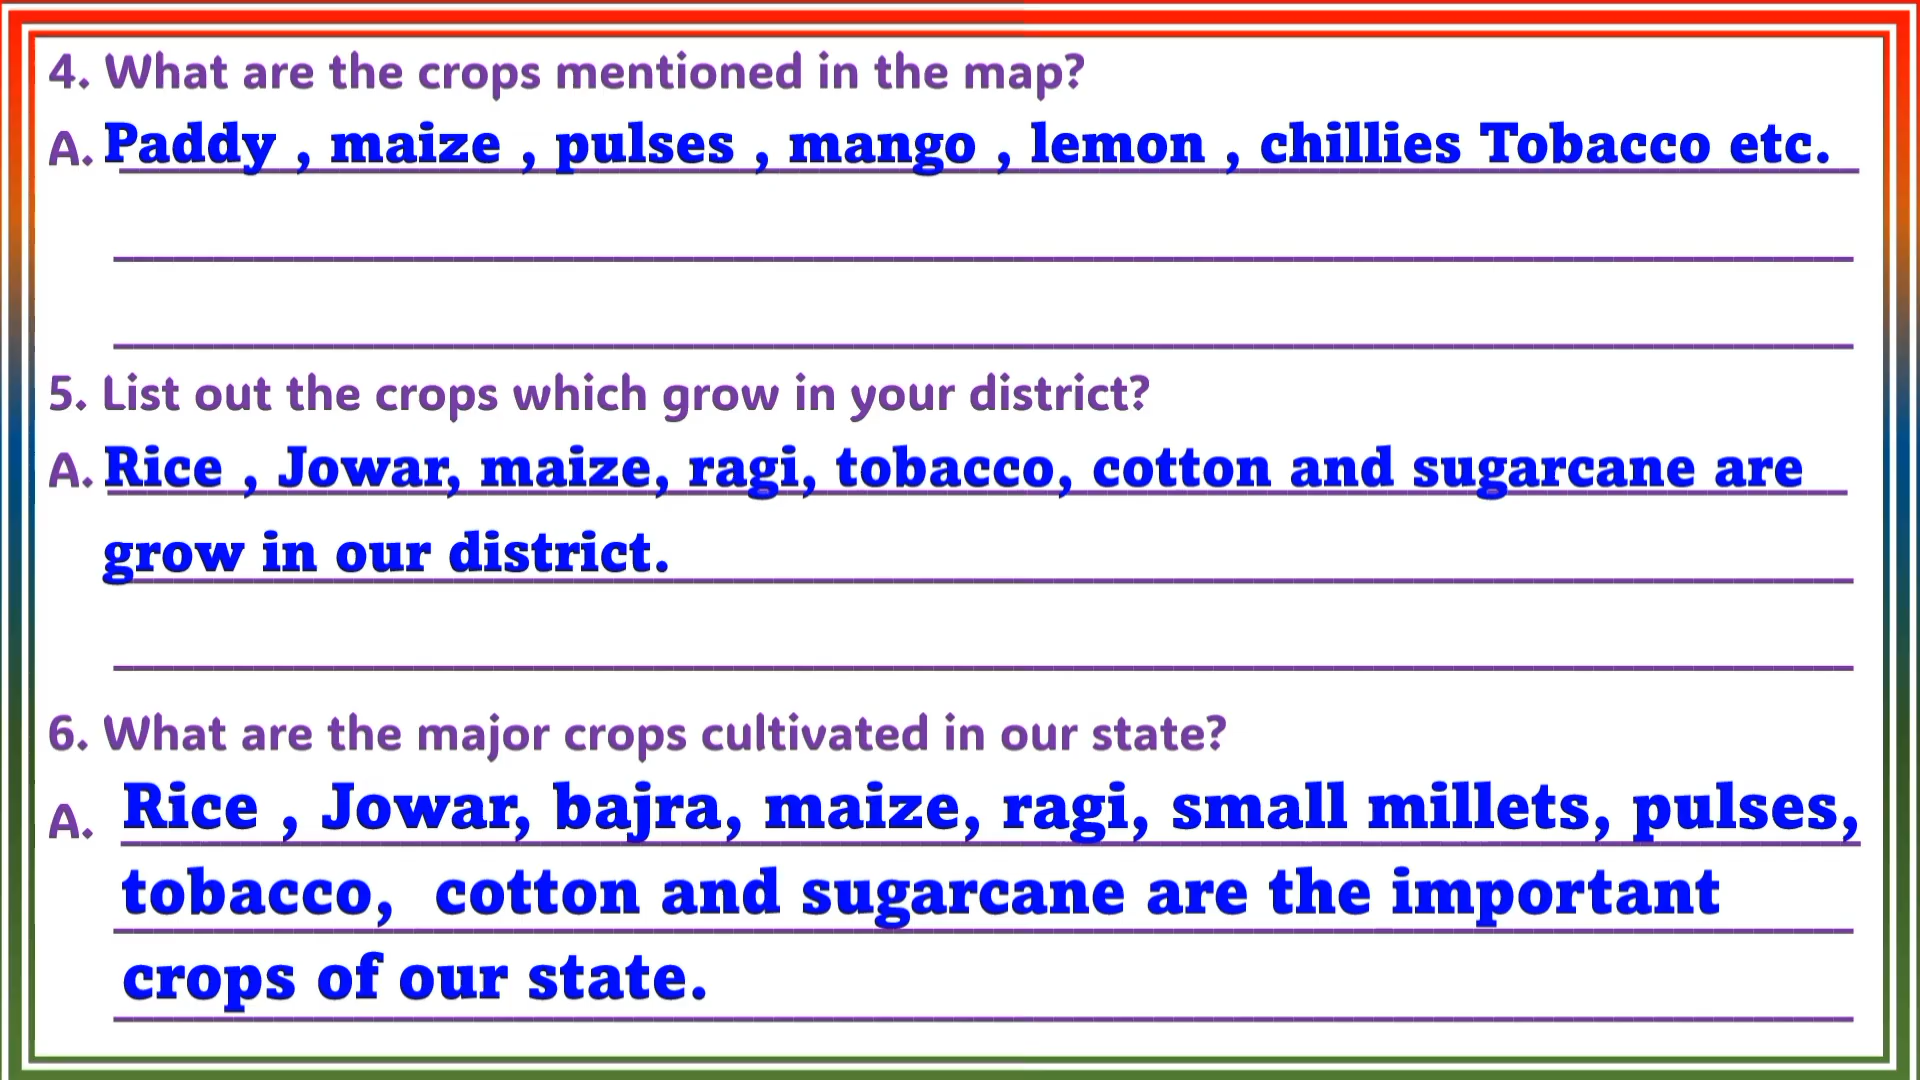 4. What are the crops mentioned in the map?
A. Paddy , maize , pulses , mango , lemon , chillies Tobacco etc.
5. List out the crops which grow in your district?
A. Rice , Jowar, maize, ragi, tobacco, cotton and sugarcane are
grow in our district.
6. What are the major crops cultivated in our state?
A. Rice , Jowar, bajra, maize, ragi, small millets, pulses,
tobacco, cotton and sugarcane are the important
crops of our state.